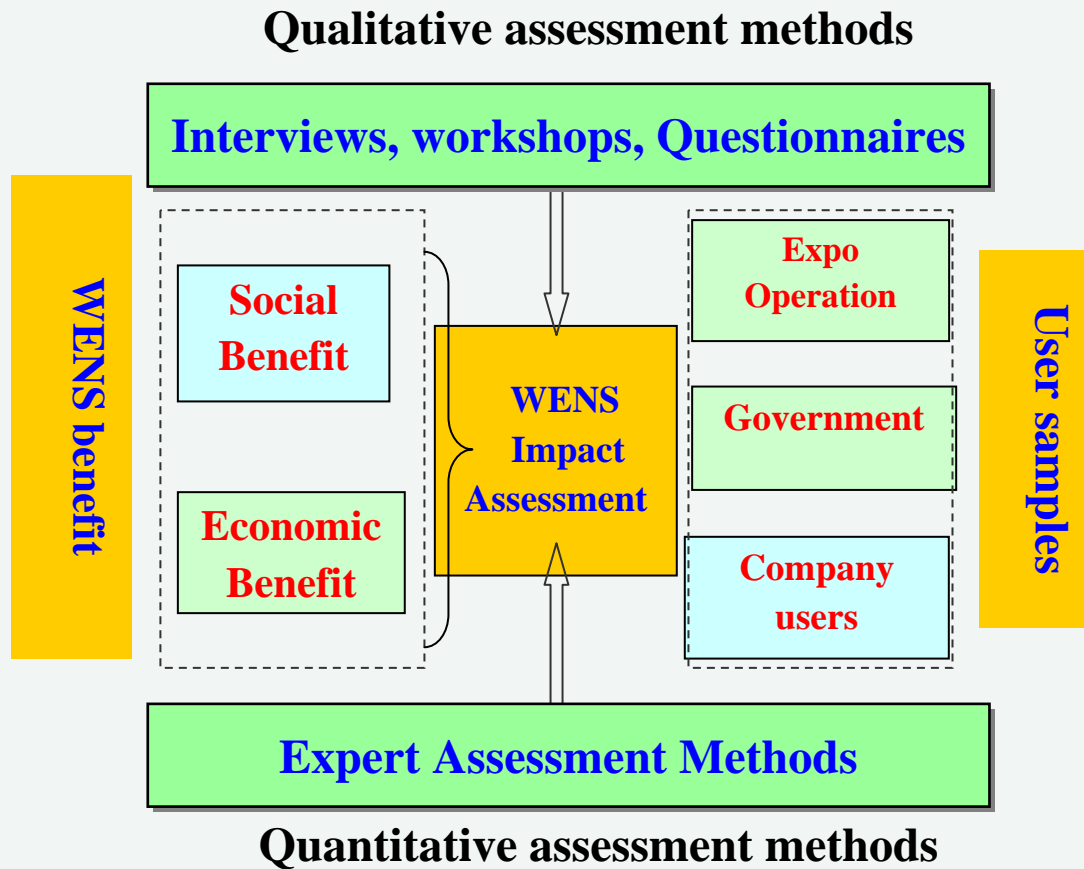 Qualitative assessment methods
Interviews, workshops, Questionnaires
WENS benefit
Social
Benefit
Economic
Benefit
WENS
Impact
Assessment
Expo
Operation
Government
Company
users
User samples
Expert Assessment Methods
Quantitative assessment methods